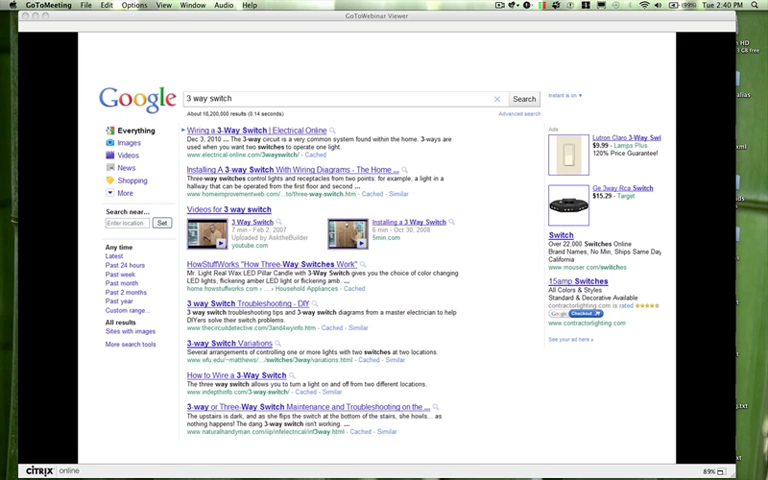 GoToMeeting File Edit Options View Window Audio Help
Tue 2:40 PM
GoToWebinar Viewer
Google
3 way switch
Search
Instant is on
About 18,200,000 results (0.14 seconds)
Advanced search
Everything
Images
Videos
News
Shopping
More
Search near...
Enter location Set
Any time
Latest
Past 24 hours
Past week
Past month
Past 2 months
Past year
Custom range...
All results
Sites with images
More search tools
Wiring a 3-Way Switch | Electrical Online
Dec 3, 2010 ... The 3-way circuit is a very common system found within the home. 3-ways are
used when you want two switches to operate one light.
www.electrical-online.com/3wayswitch/ - Cached
Installing A 3-Way Switch With Wiring Diagrams - The Home ...
Three-way switches control lights and receptacles from two points: for example, a light in a
hallway that can be operated from the first floor and second ...
www.homeimprovementweb.com/.../three-way-switch.htm - Cached - Similar
Videos for 3 way switch
3 Way Switch
7 min - Feb 2, 2007
Uploaded by AsktheBuilder
youtube.com
Installing a 3 Way Switch
6 min - Oct 30, 2008
5min.com
HowStuffWorks "How Three-Way Switches Work"
Mr. Light Real Wax LED Pillar Candle with 3-Way Switch gives you the choice of color changing
LED lights, flickering amber LED light or flickering ...
home.howstuffworks.com › ... › Household Appliances - Cached
3 way Switch Troubleshooting - DIY
3 way switch troubleshooting tips and 3-way switch diagrams from a master electrician to help
DIYers solve their switch problems.
www.thecircuitdetective.com/3and4wyinfo.htm - Cached - Similar
3-way Switch Variations
Several arrangements of controlling one or more lights with two switches at two locations.
www.wfu.edu/~matthews/.../switches/3way/variations.html - Cached - Similar
How to Wire a 3-Way Switch
The three way switch allows you to turn a light on and off from two different locations.
www.indepthinfo.com/3-way-switch/ - Cached - Similar
3-way or Three-Way Switch Maintenance and Troubleshooting on the ...
The upstairs is dark, and as she flips the switch at the bottom of the stairs, she howls... as
nothing happens! The dang 3-way switch isn't working. ...
www.naturalhandyman.com/iip/infelectrical/inf3way.html - Cached - Similar
Ads
Lutron Claro 3-Way Swi
$9.99 - Lamps Plus
120% Price Guarantee!
Ge 3way Rca Switch
$15.29 - Target
Switch
Over 22,000 Switches Online
Brand Names, No Min, Ships Same Day
California
www.mouser.com/switches
15amp Switches
All Colors & Styles
Standard & Decorative Available
contractorlighting.com is rated
Google Checkout
www.contractorlighting.com
See your ad here »
CITRIX online
89%